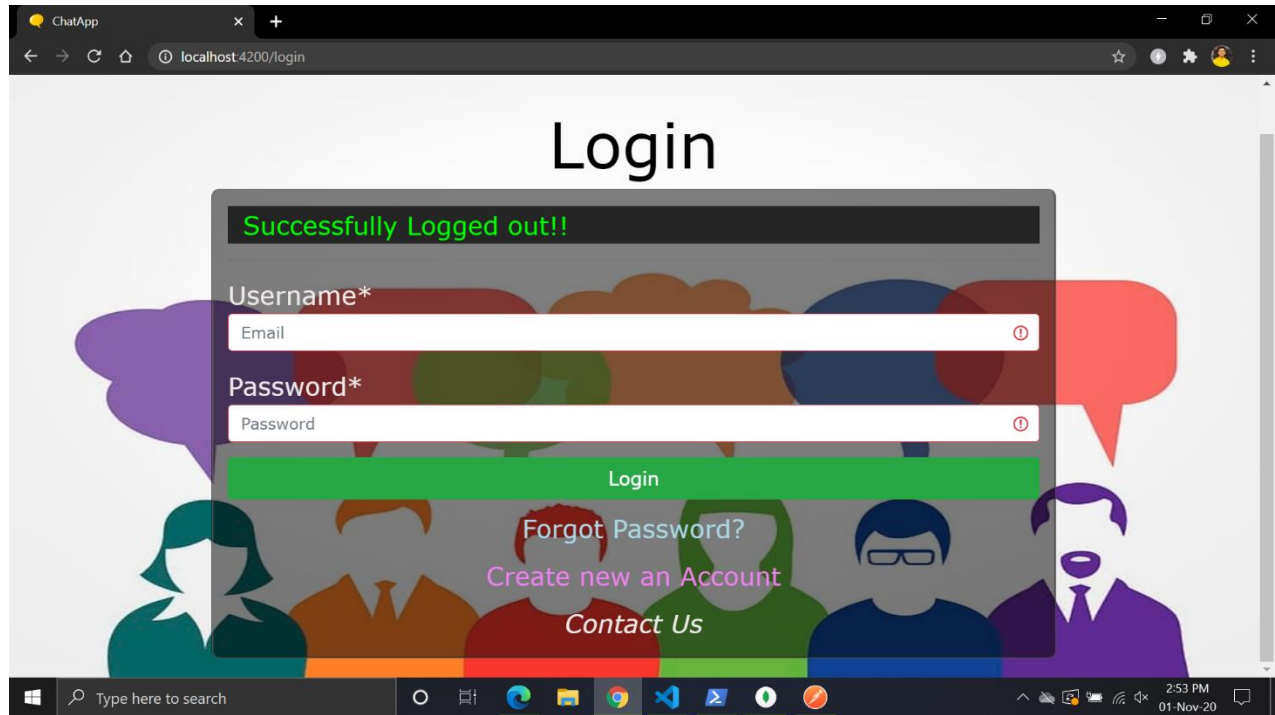 ChatApp
localhost:4200/login
Login
Successfully Logged out!!
Username*
Email
Password*
Password
Login
Forgot Password?
Create new an Account
Contact Us
Type here to search
2:53 PM
01-Nov-20